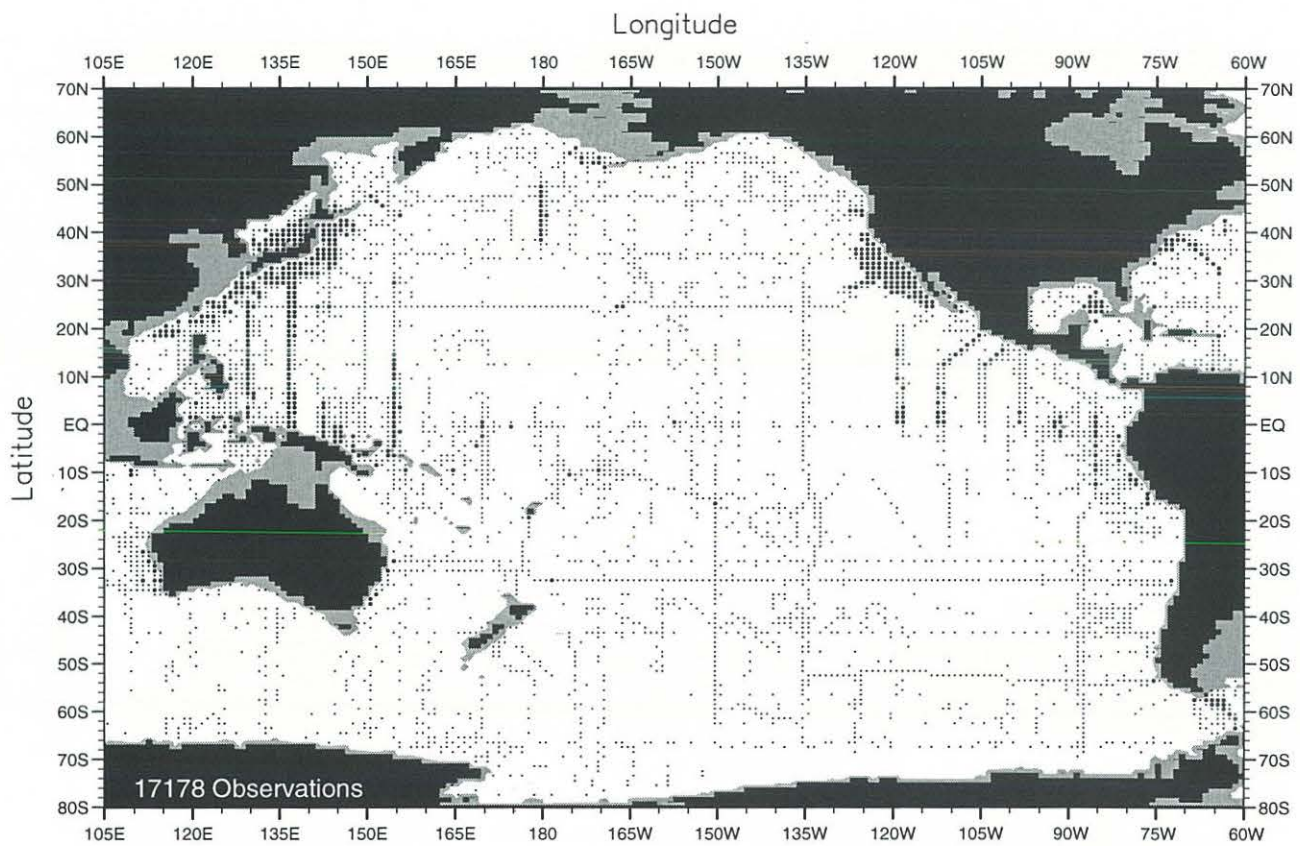 Longitude
105E 120E 135E 150E 165E 180 165W 150W 135W 120W 105W 90W 75W 60W
70N 70N
60N 60N
50N 50N
40N 40N
30N 30N
20N 20N
10N 10N
EQ EQ
Latitude
10S 10S
20S 20S
30S 30S
40S 40S
50S 50S
60S 60S
70S 70S
17178 Observations
80S 80S
105E 120E 135E 150E 165E 180 165W 150W 135W 120W 105W 90W 75W 60W